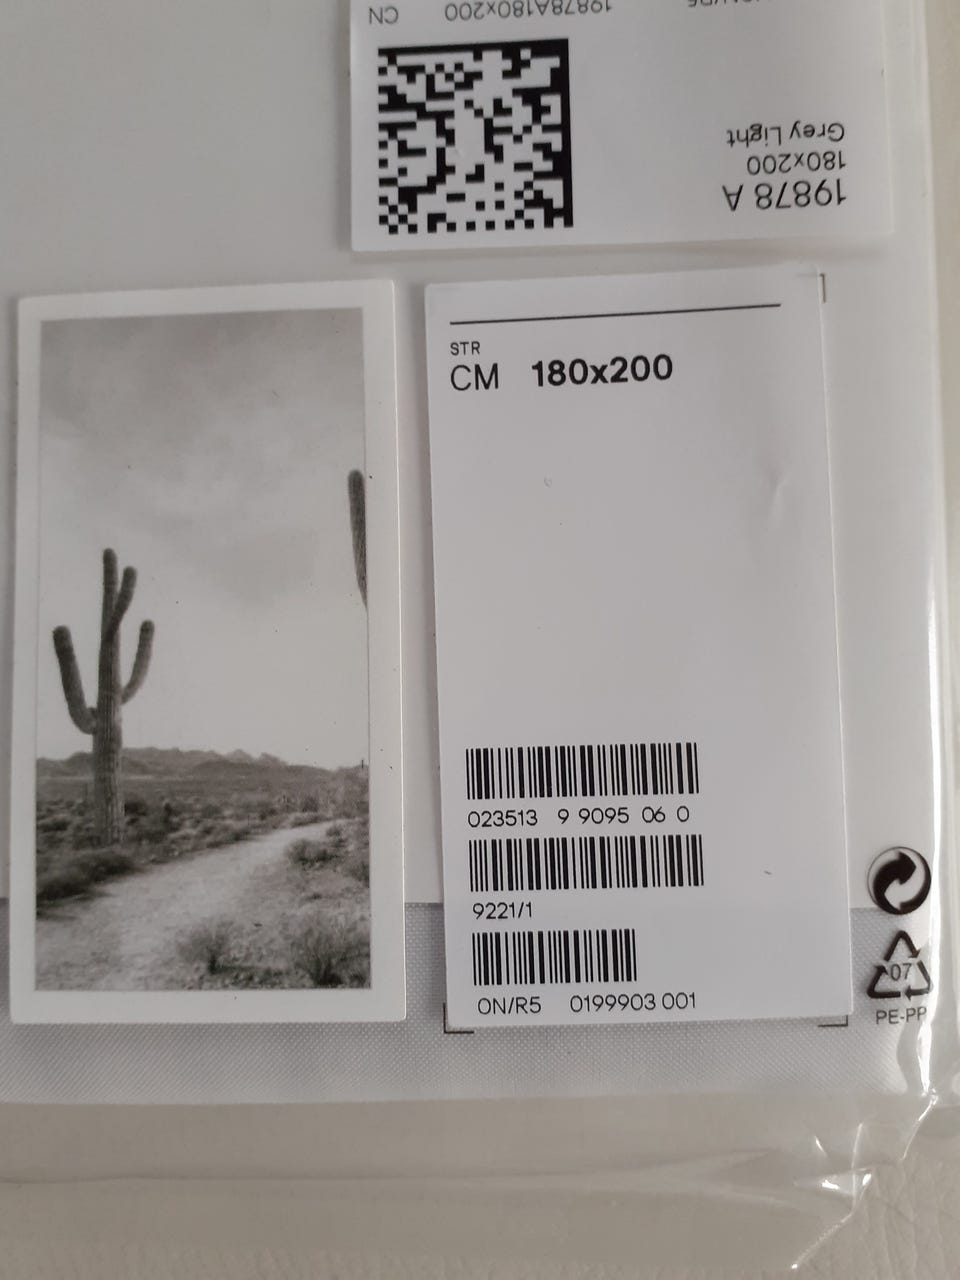 19878A180x200 CN
19878 A
180x200
Grey Light
STR
CM 180x200
023513 9 9095 06 0
9221/1
ON/R5 0199903 001
07
PE-PP